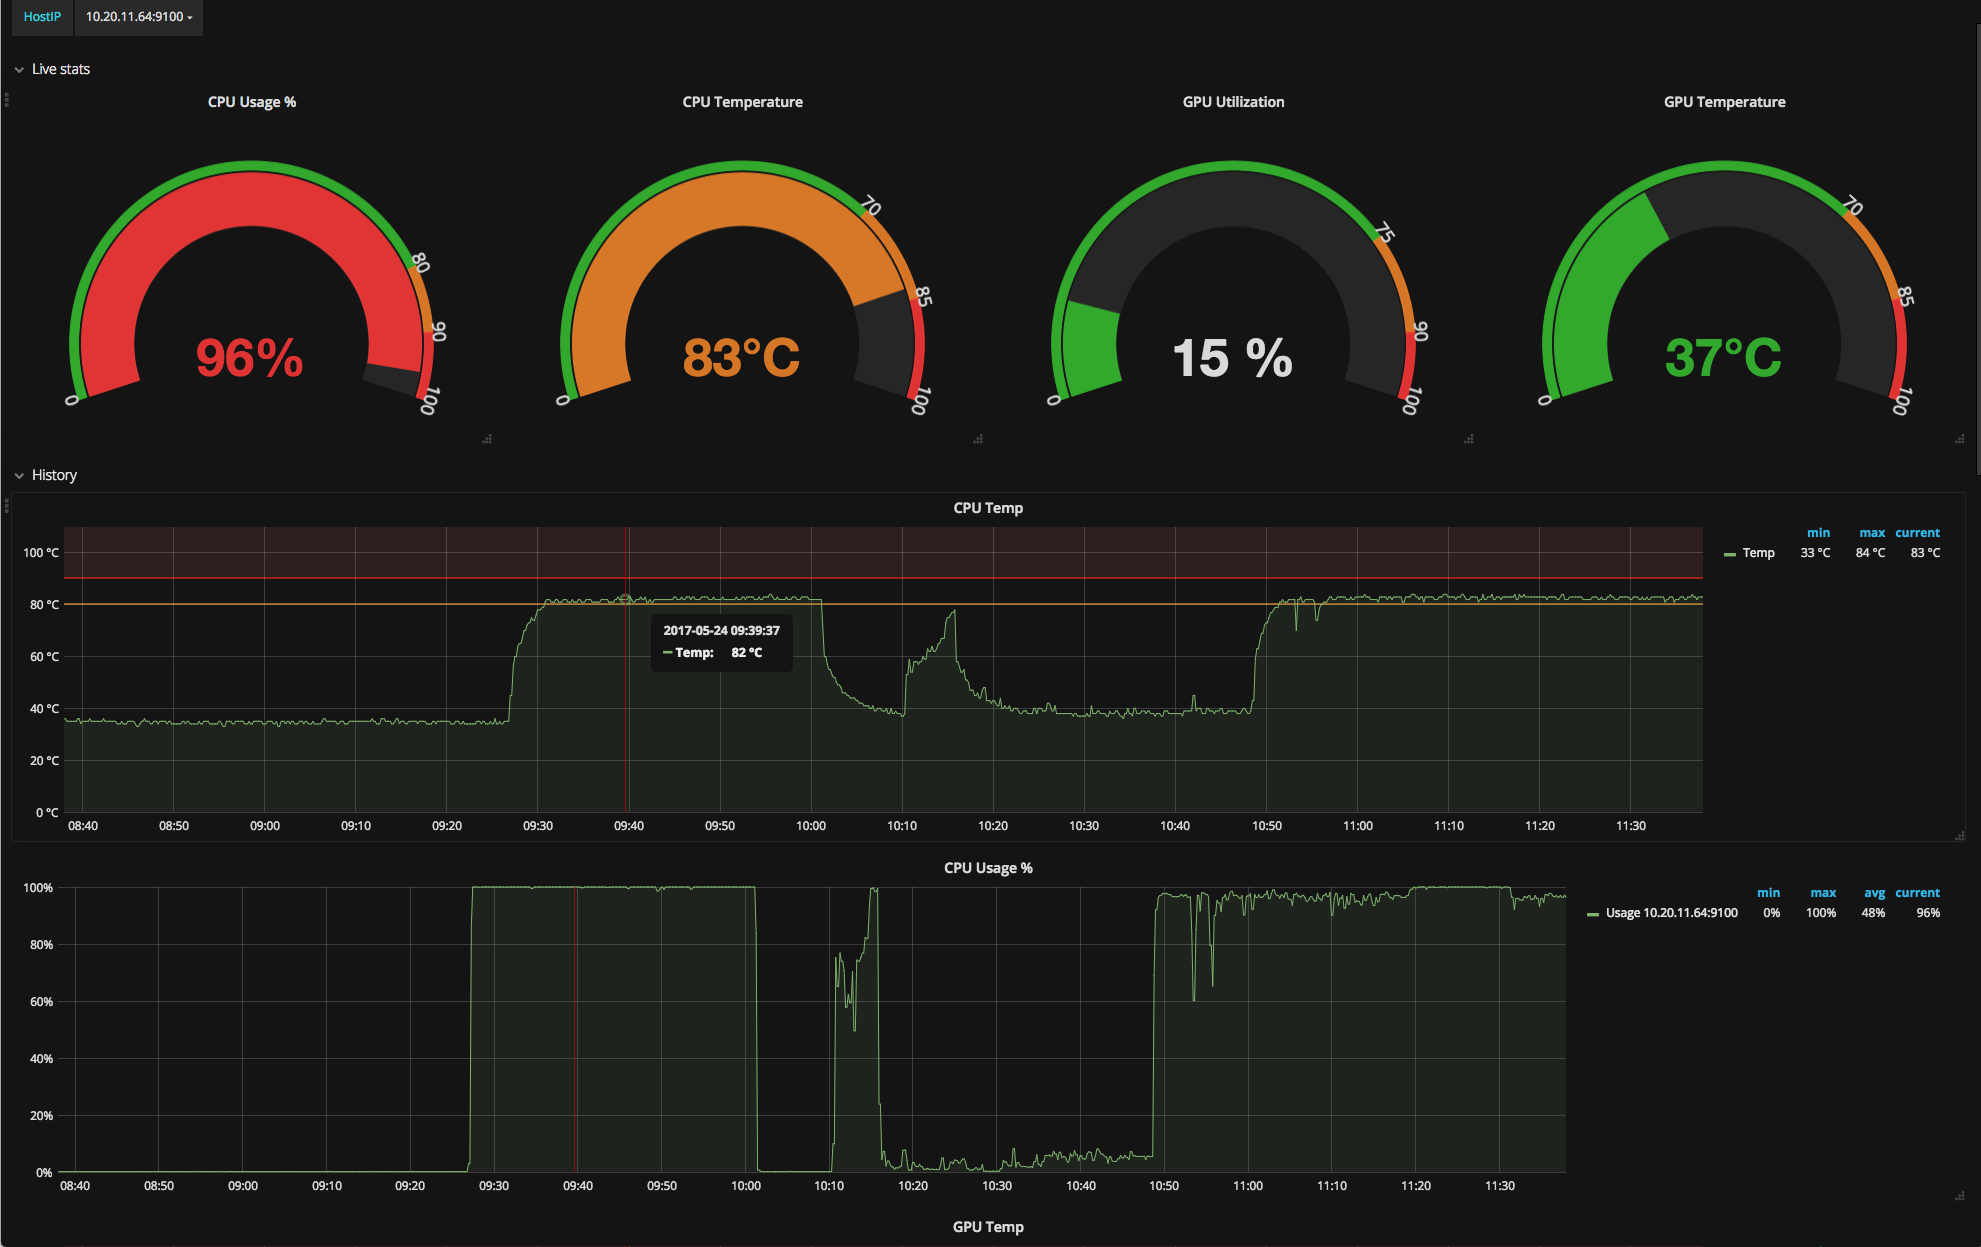 HostIP 10.20.11.64:9100
Live stats
CPU Usage %
80
90
0
100
96%
CPU Temperature
70
85
0
100
83°C
GPU Utilization
75
90
0
100
15 %
GPU Temperature
70
85
0
100
37°C
History
CPU Temp
100 °C
80 °C
60 °C
40 °C
20 °C
0 °C
08:40 08:50 09:00 09:10 09:20 09:30 09:40 09:50 10:00 10:10 10:20 10:30 10:40 10:50 11:00 11:10 11:20 11:30
2017-05-24 09:39:37
Temp: 82 °C
min max current
Temp 33 °C 84 °C 83 °C
CPU Usage %
100%
80%
60%
40%
20%
0%
08:40 08:50 09:00 09:10 09:20 09:30 09:40 09:50 10:00 10:10 10:20 10:30 10:40 10:50 11:00 11:10 11:20 11:30
min max avg current
Usage 10.20.11.64:9100 0% 100% 48% 96%
GPU Temp